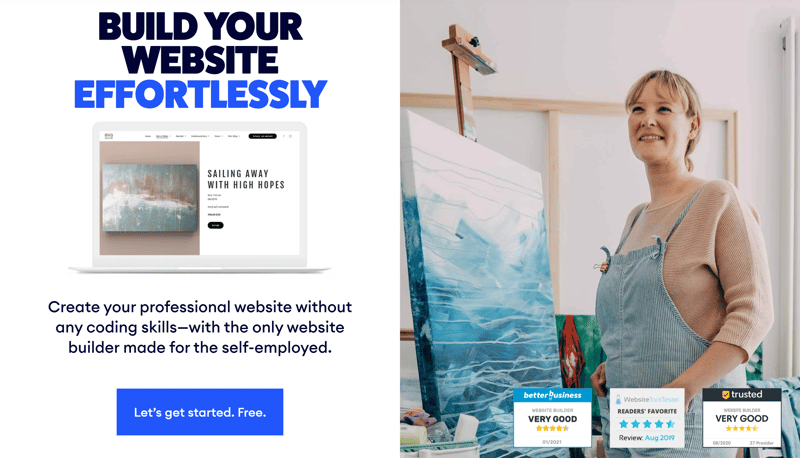 BUILD YOUR
WEBSITE
EFFORTLESSLY
SAILING AWAY
WITH HIGH HOPES
Create your professional website without
any coding skills—with the only website
builder made for the self-employed.
Let's get started. Free.
betterbusiness
WEBSITE BUILDER
VERY GOOD
01/2021
WebsiteToolTester
READERS' FAVORITE
Review: Aug 2019
trusted
WEBSITE BUILDER
VERY GOOD
08/2020 27 Provider